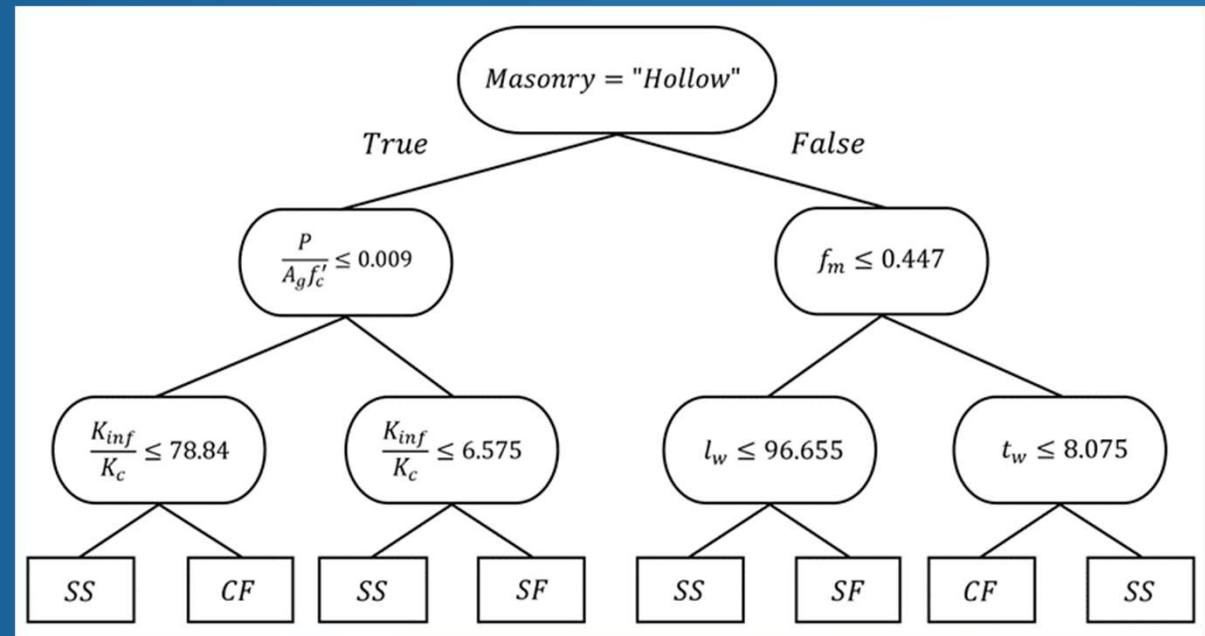 Masonry = "Hollow"
True
False
P/(A_g f'_c) ≤ 0.009
f_m ≤ 0.447
K_inf/K_c ≤ 78.84
K_inf/K_c ≤ 6.575
l_w ≤ 96.655
t_w ≤ 8.075
SS
CF
SS
SF
SS
SF
CF
SS